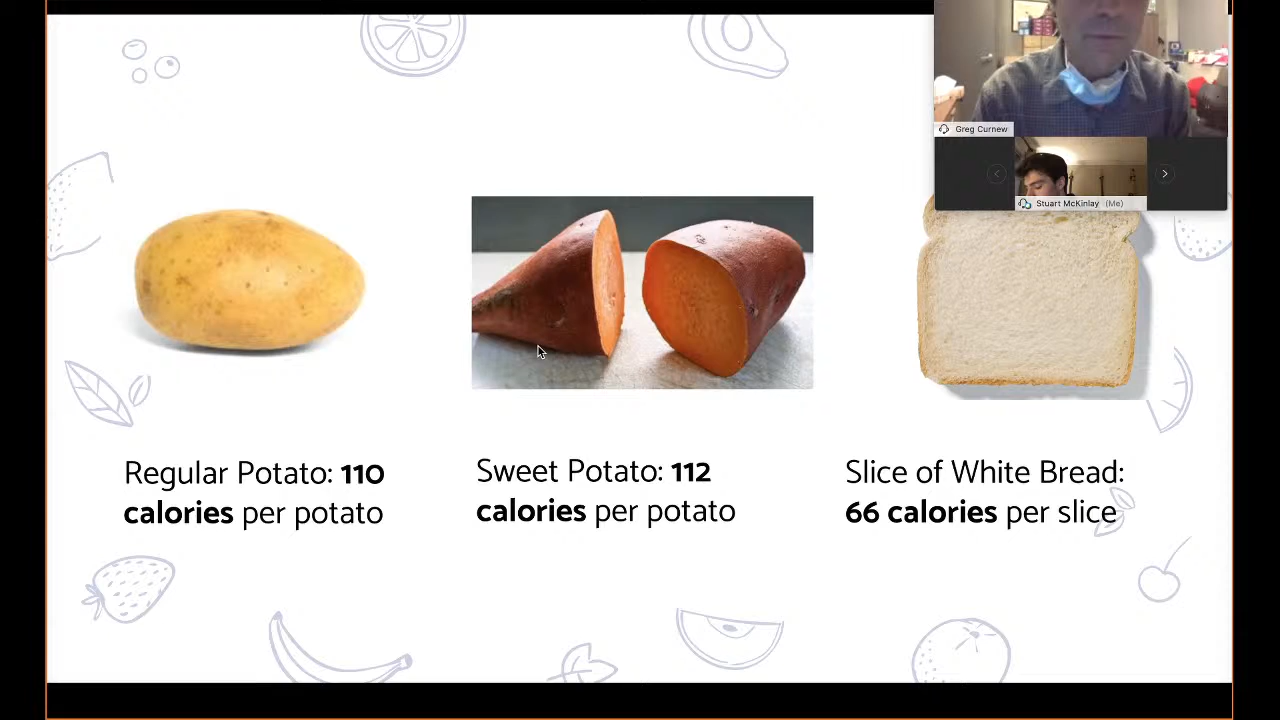 Greg Curnew
Stuart McKinlay (Me)
Regular Potato: 110
calories per potato
Sweet Potato: 112
calories per potato
Slice of White Bread:
66 calories per slice